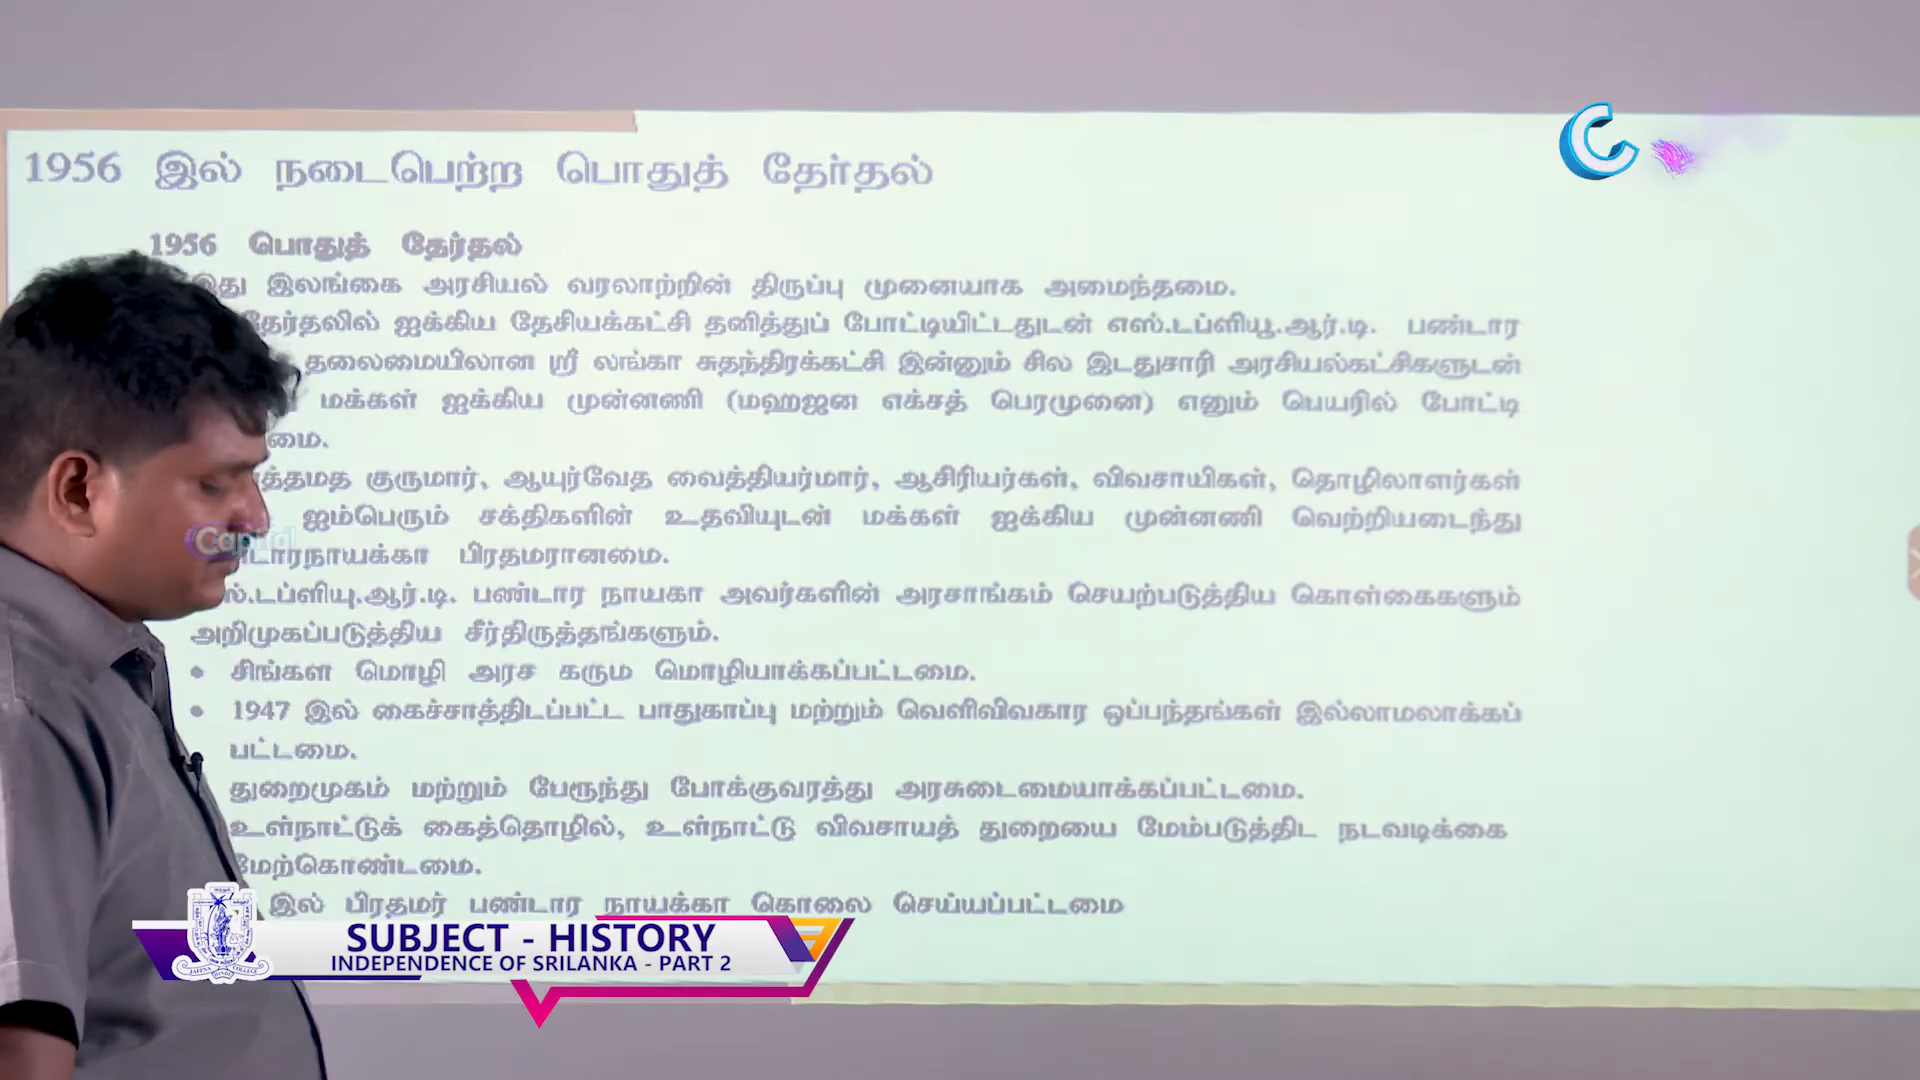 1956 இல் நடைபெற்ற பொதுத் தேர்தல்
1956 பொதுத் தேர்தல்
இது இலங்கை அரசியல் வரலாற்றின் திருப்பு முனையாக அமைந்தமை.
தேர்தலில் ஐக்கிய தேசியக்கட்சி தனித்துப் போட்டியிட்டதுடன் எஸ்.டப்ளியூ.ஆர்.டி. பண்டார
தலைமையிலான ஸ்ரீ லங்கா சுதந்திரக்கட்சி இன்னும் சில இடதுசாரி அரசியல்கட்சிகளுடன்
மக்கள் ஐக்கிய முன்னணி (மஹஜன எக்சத் பெரமுனை) எனும் பெயரில் போட்டி
குருமார், ஆயுர்வேத வைத்தியர்மார், ஆசிரியர்கள், விவசாயிகள், தொழிலாளர்கள்
ஐம்பெரும் சக்திகளின் உதவியுடன் மக்கள் ஐக்கிய முன்னணி வெற்றியடைந்து
பிரதமரானமை.
பண்டார நாயகா அவர்களின் அரசாங்கம் செயற்படுத்திய கொள்கைகளும்
அறிமுகப்படுத்திய சீர்திருத்தங்களும்.
• சிங்கள மொழி அரச கரும மொழியாக்கப்பட்டமை.
• 1947 இல் கைச்சாத்திடப்பட்ட பாதுகாப்பு மற்றும் வெளிவிவகார ஒப்பந்தங்கள் இல்லாமலாக்கப்
பட்டமை.
துறைமுகம் மற்றும் பேரூந்து போக்குவரத்து அரசுடைமையாக்கப்பட்டமை.
உள்நாட்டுக் கைத்தொழில், உள்நாட்டு விவசாயத் துறையை மேம்படுத்திட நடவடிக்கை
மேற்கொண்டமை.
இல் பிரதமர் பண்டார நாயக்கா கொலை செய்யப்பட்டமை
Capital
SUBJECT - HISTORY
INDEPENDENCE OF SRILANKA - PART 2
JAFFNA HINDU COLLEGE